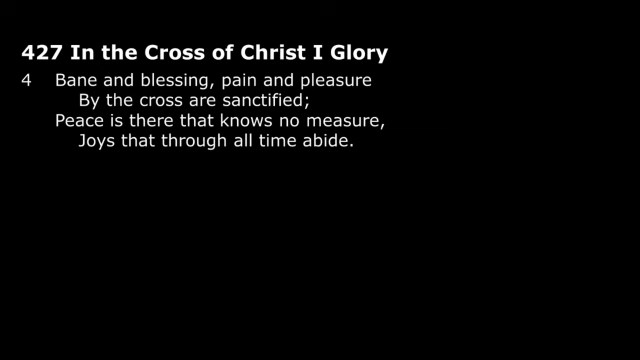 427 In the Cross of Christ I Glory
4 Bane and blessing, pain and pleasure
By the cross are sanctified;
Peace is there that knows no measure,
Joys that through all time abide.